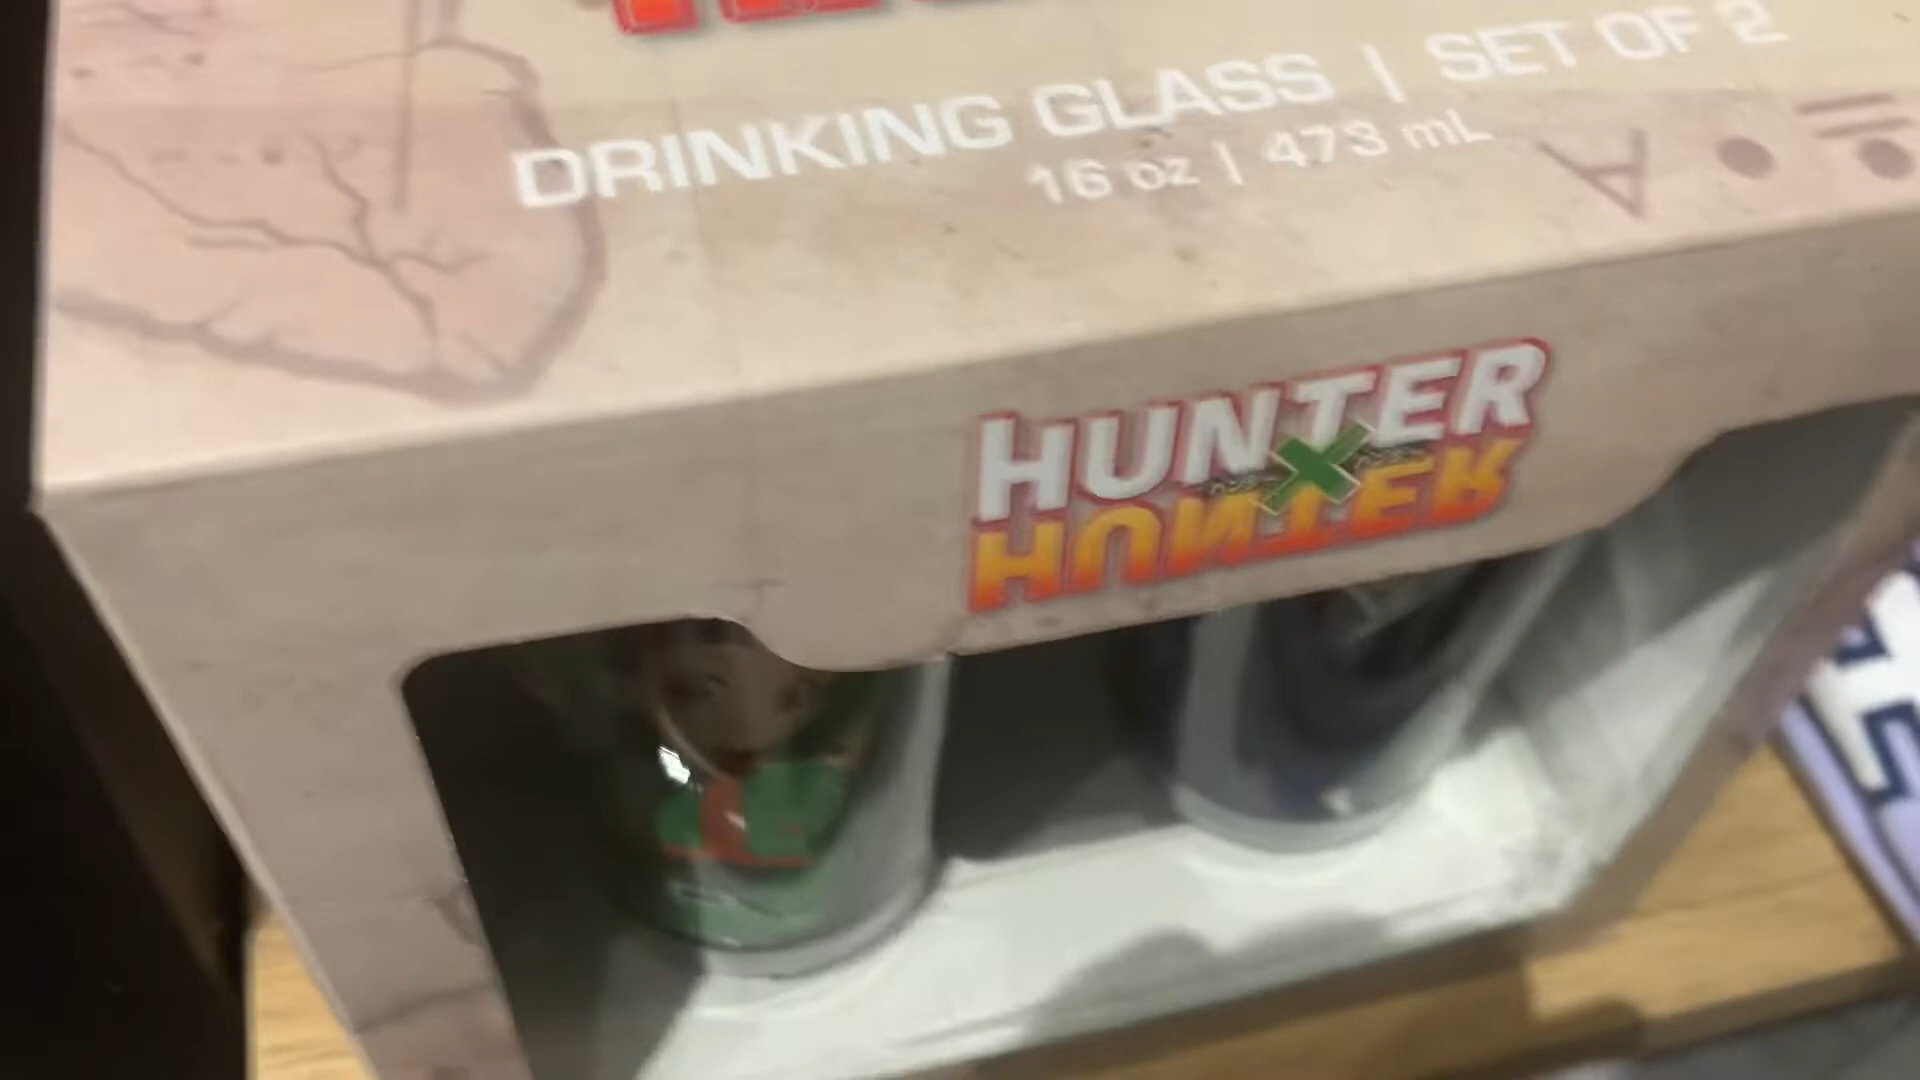 DRINKING GLASS | SET OF 2
16 oz | 473 mL
HUNTER
X
HUNTER